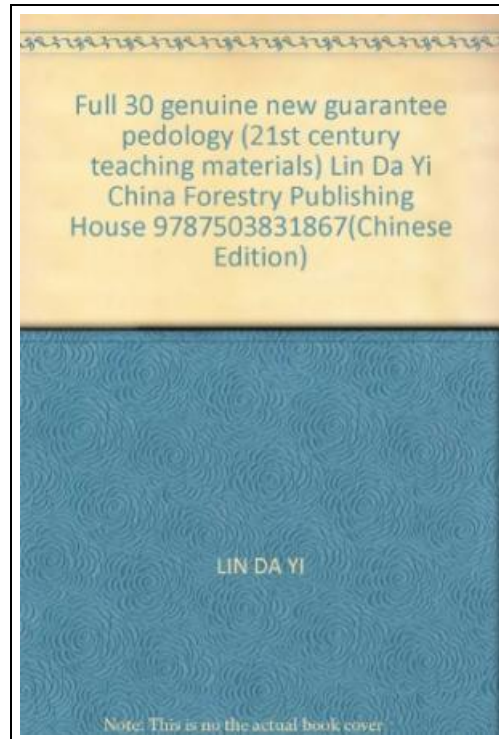 Full 30 genuine new guarantee
pedology (21st century
teaching materials) Lin Da Yi
China Forestry Publishing
House 9787503831867(Chinese
Edition)
LIN DA YI
Note: This is no the actual book cover